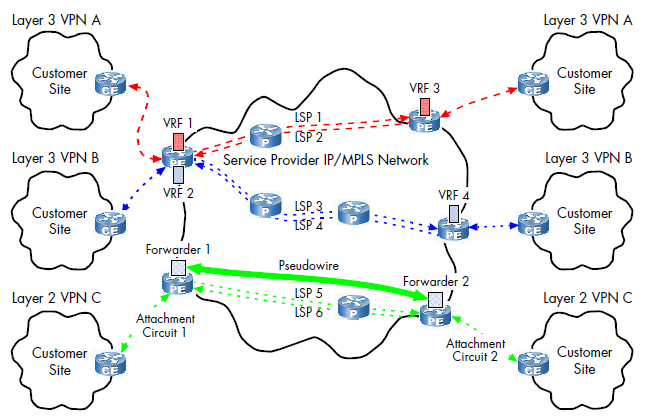 Layer 3 VPN A
Layer 3 VPN A
Customer
Site
CE
VRF 3
CE
Customer
Site
VRF 1
LSP 1
PE
P
LSP 2
PE
Service Provider IP/MPLS Network
Layer 3 VPN B
Layer 3 VPN B
VRF 2
VRF 4
Customer
Site
CE
P
LSP 3
LSP 4
P
PE
CE
Customer
Site
Forwarder 1
Pseudowire
Forwarder 2
PE
LSP 5
LSP 6
P
PE
Layer 2 VPN C
Layer 2 VPN C
Attachment
Circuit 1
Attachment
Circuit 2
Customer
Site
CE
CE
Customer
Site